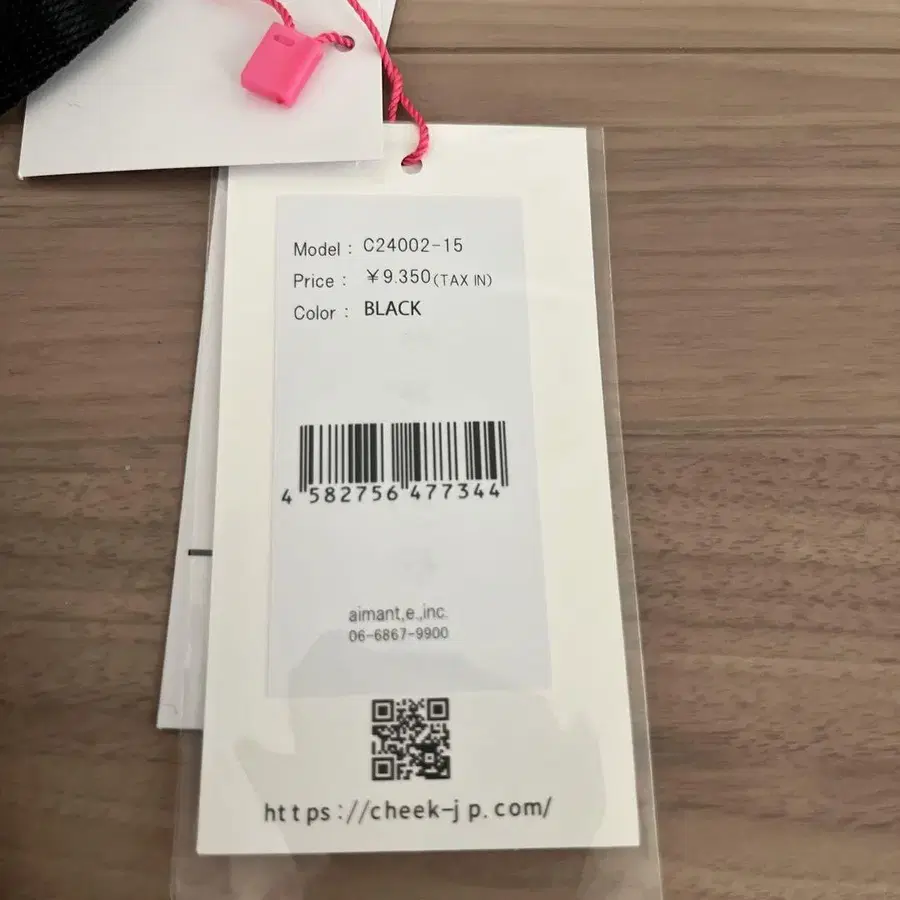 Model : C24002-15
Price : ￥9.350(TAX IN)
Color : BLACK
4 582756 477344
aimant,e.,inc.
06-6867-9900
https://cheek-jp.com/